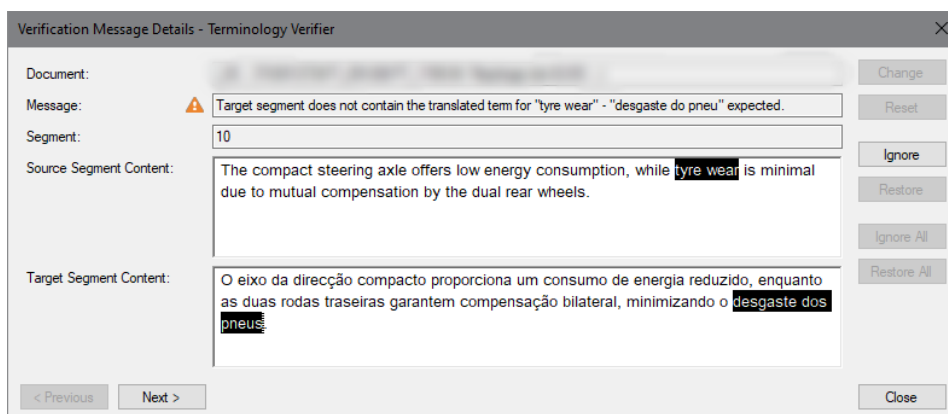 Verification Message Details - Terminology Verifier
Document:
Change
Message:
Target segment does not contain the translated term for "tyre wear" - "desgaste do pneu" expected.
Reset
Segment:
10
Ignore
Source Segment Content:
The compact steering axle offers low energy consumption, while tyre wear is minimal
due to mutual compensation by the dual rear wheels.
Restore
Ignore All
Restore All
Target Segment Content:
O eixo da direcção compacto proporciona um consumo de energia reduzido, enquanto
as duas rodas traseiras garantem compensação bilateral, minimizando o desgaste dos
pneus.
< Previous
Next >
Close